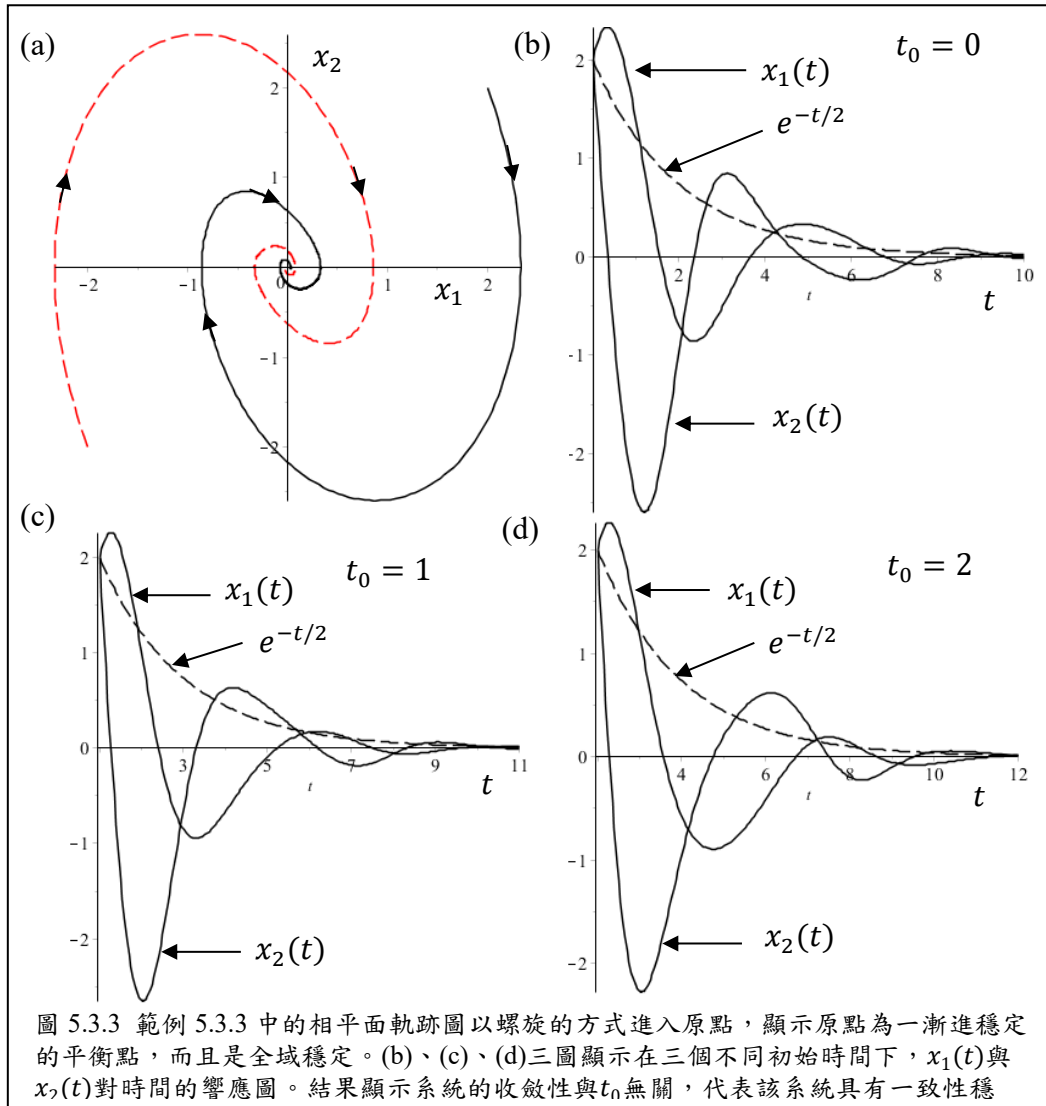 (a)
x₂
2
1
-2
-1
0
1
2
x₁
-1
-2
(b)
t₀ = 0
2
x₁(t)
e^{-t/2}
1
0
2
4
6
8
10
t
t
-1
x₂(t)
-2
(c)
t₀ = 1
2
x₁(t)
e^{-t/2}
1
0
3
5
7
9
11
t
t
-1
x₂(t)
-2
(d)
t₀ = 2
2
x₁(t)
e^{-t/2}
1
0
4
6
8
10
12
t
t
-1
x₂(t)
-2
圖 5.3.3 範例 5.3.3 中的相平面軌跡圖以螺旋的方式進入原點，顯示原點為一漸進穩定
的平衡點，而且是全域穩定。(b)、(c)、(d)三圖顯示在三個不同初始時間下，x₁(t)與
x₂(t)對時間的響應圖。結果顯示系統的收斂性與t₀無關，代表該系統具有一致性穩